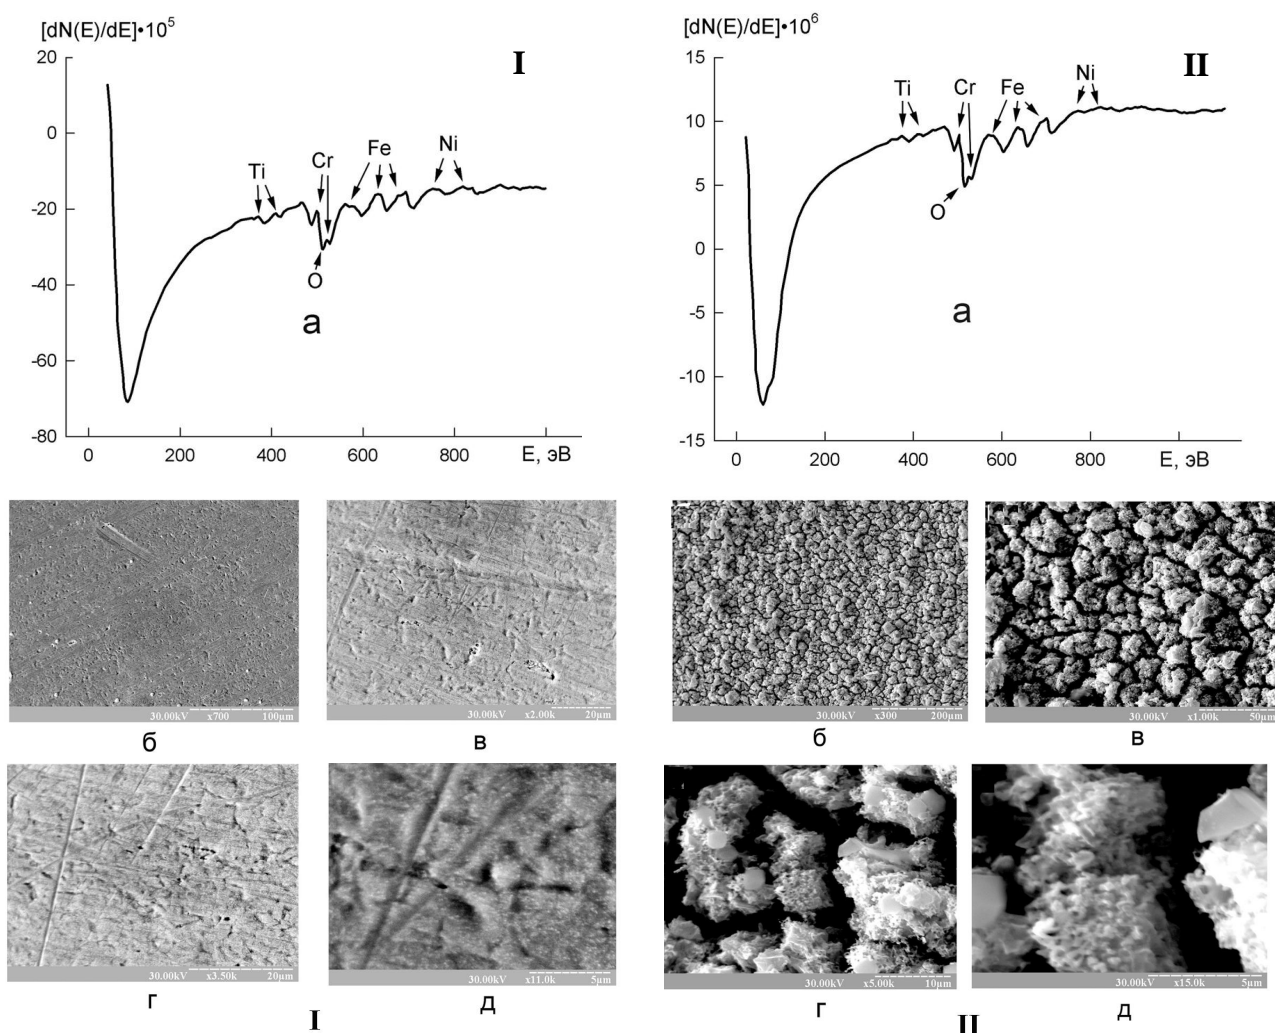 [dN(E)/dE]•10⁵
I
20
0
-20
-40
-60
-80
Ti
Cr
Fe
Ni
O
а
0
200
400
600
800
E, эВ
[dN(E)/dE]•10⁶
II
15
10
5
0
-5
-10
-15
Ti
Cr
Fe
Ni
O
а
0
200
400
600
800
E, эВ
30.00kV x700 100µm
б
30.00kV x2.00k 20µm
в
30.00kV x300 200µm
б
30.00kV x1.00k 50µm
в
30.00kV x3.50k 20µm
г
30.00kV x11.0k 5µm
д
30.00kV x5.00k 10µm
г
30.00kV x15.0k 5µm
д
I
II